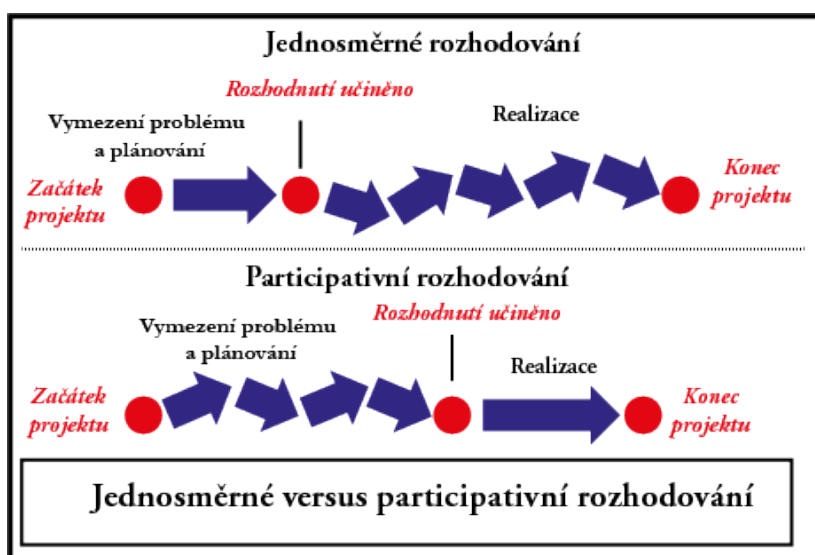 Jednosměrné rozhodování
Rozhodnutí učiněno
Vymezení problému
a plánování
Realizace
Začátek
projektu
Konec
projektu
Participativní rozhodování
Rozhodnutí učiněno
Vymezení problému
a plánování
Realizace
Začátek
projektu
Konec
projektu
Jednosměrné versus participativní rozhodování